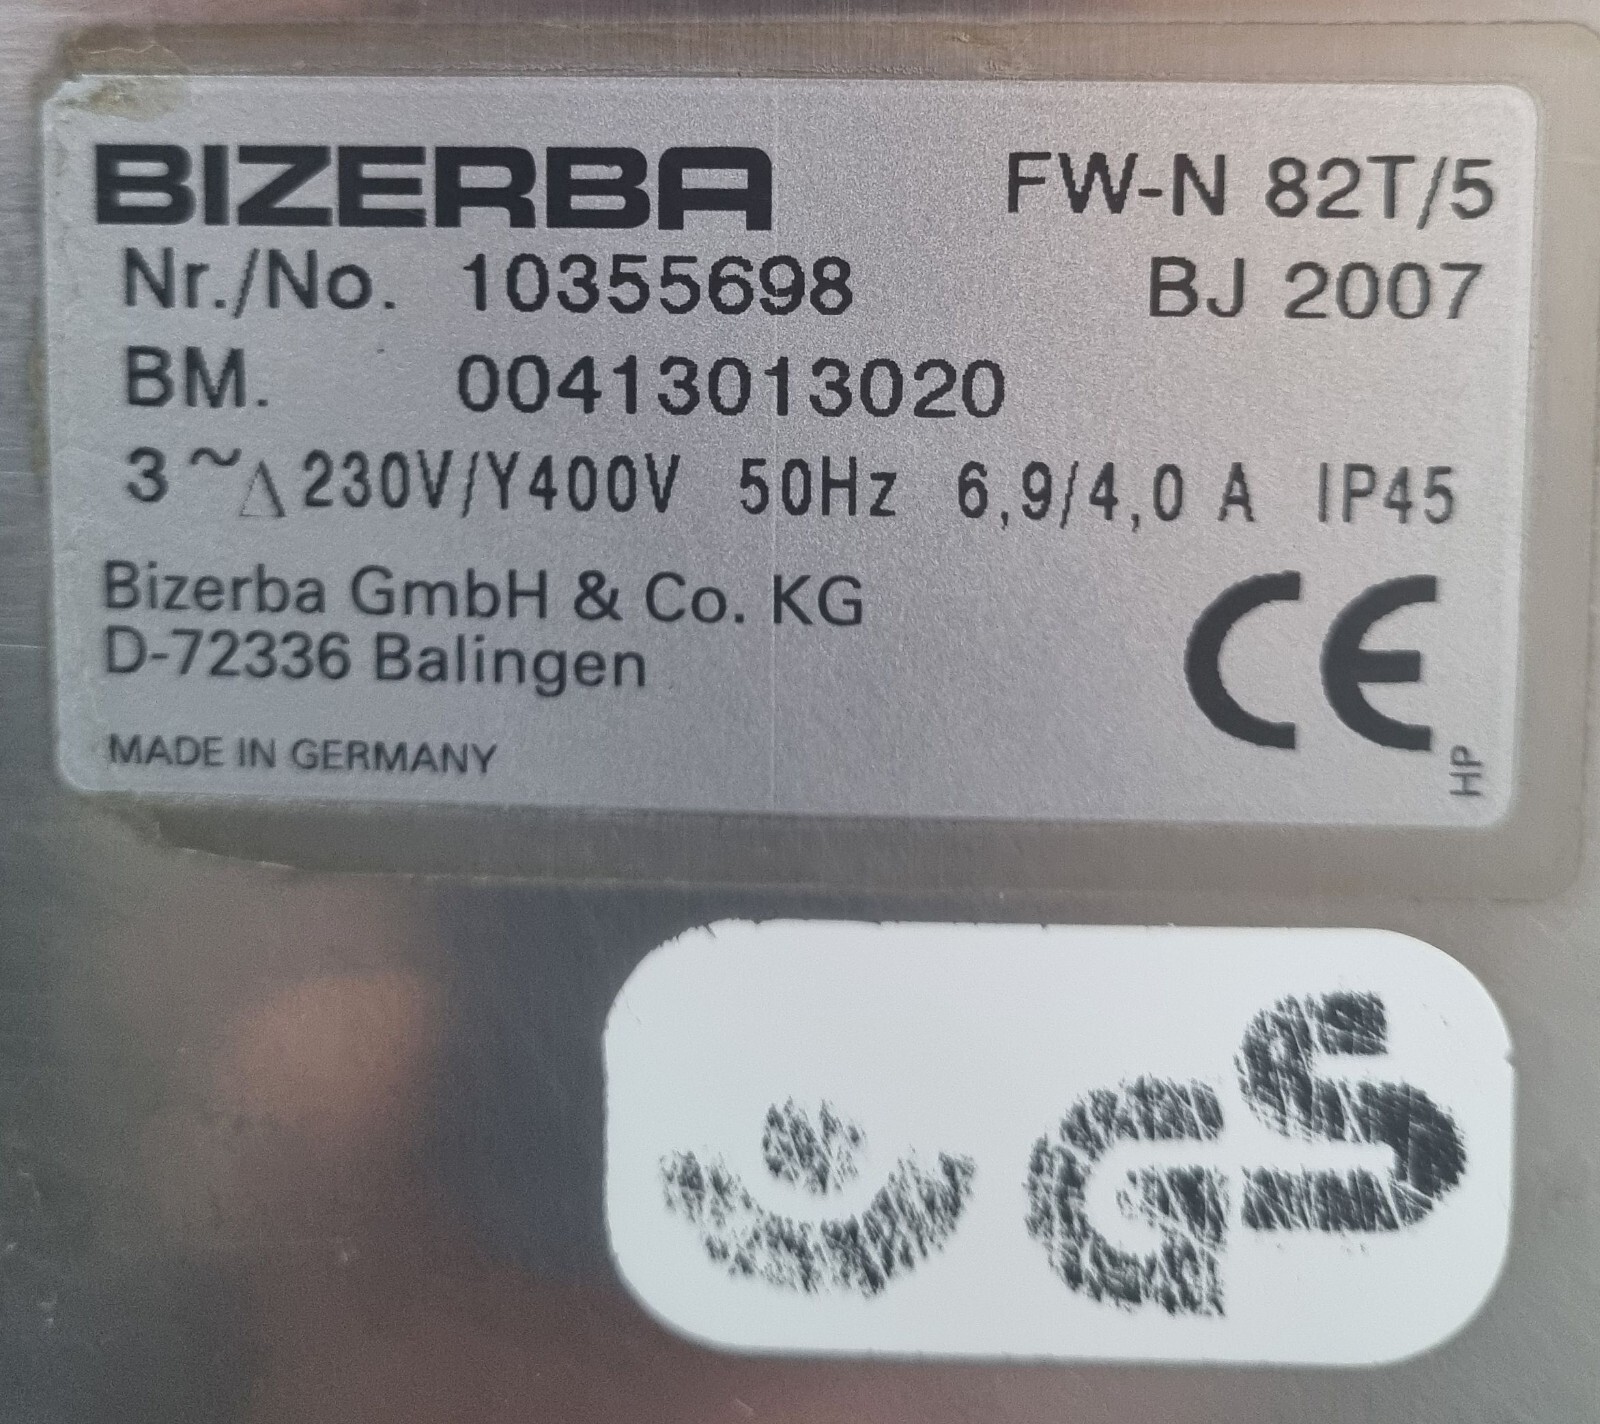 BIZERBA FW-N 82T/5
Nr./No. 10355698 BJ 2007
BM. 00413013020
3 ~ △ 230V/Y400V 50Hz 6,9/4,0 A IP45
Bizerba GmbH & Co. KG
D-72336 Balingen
CE
MADE IN GERMANY
HP
GS